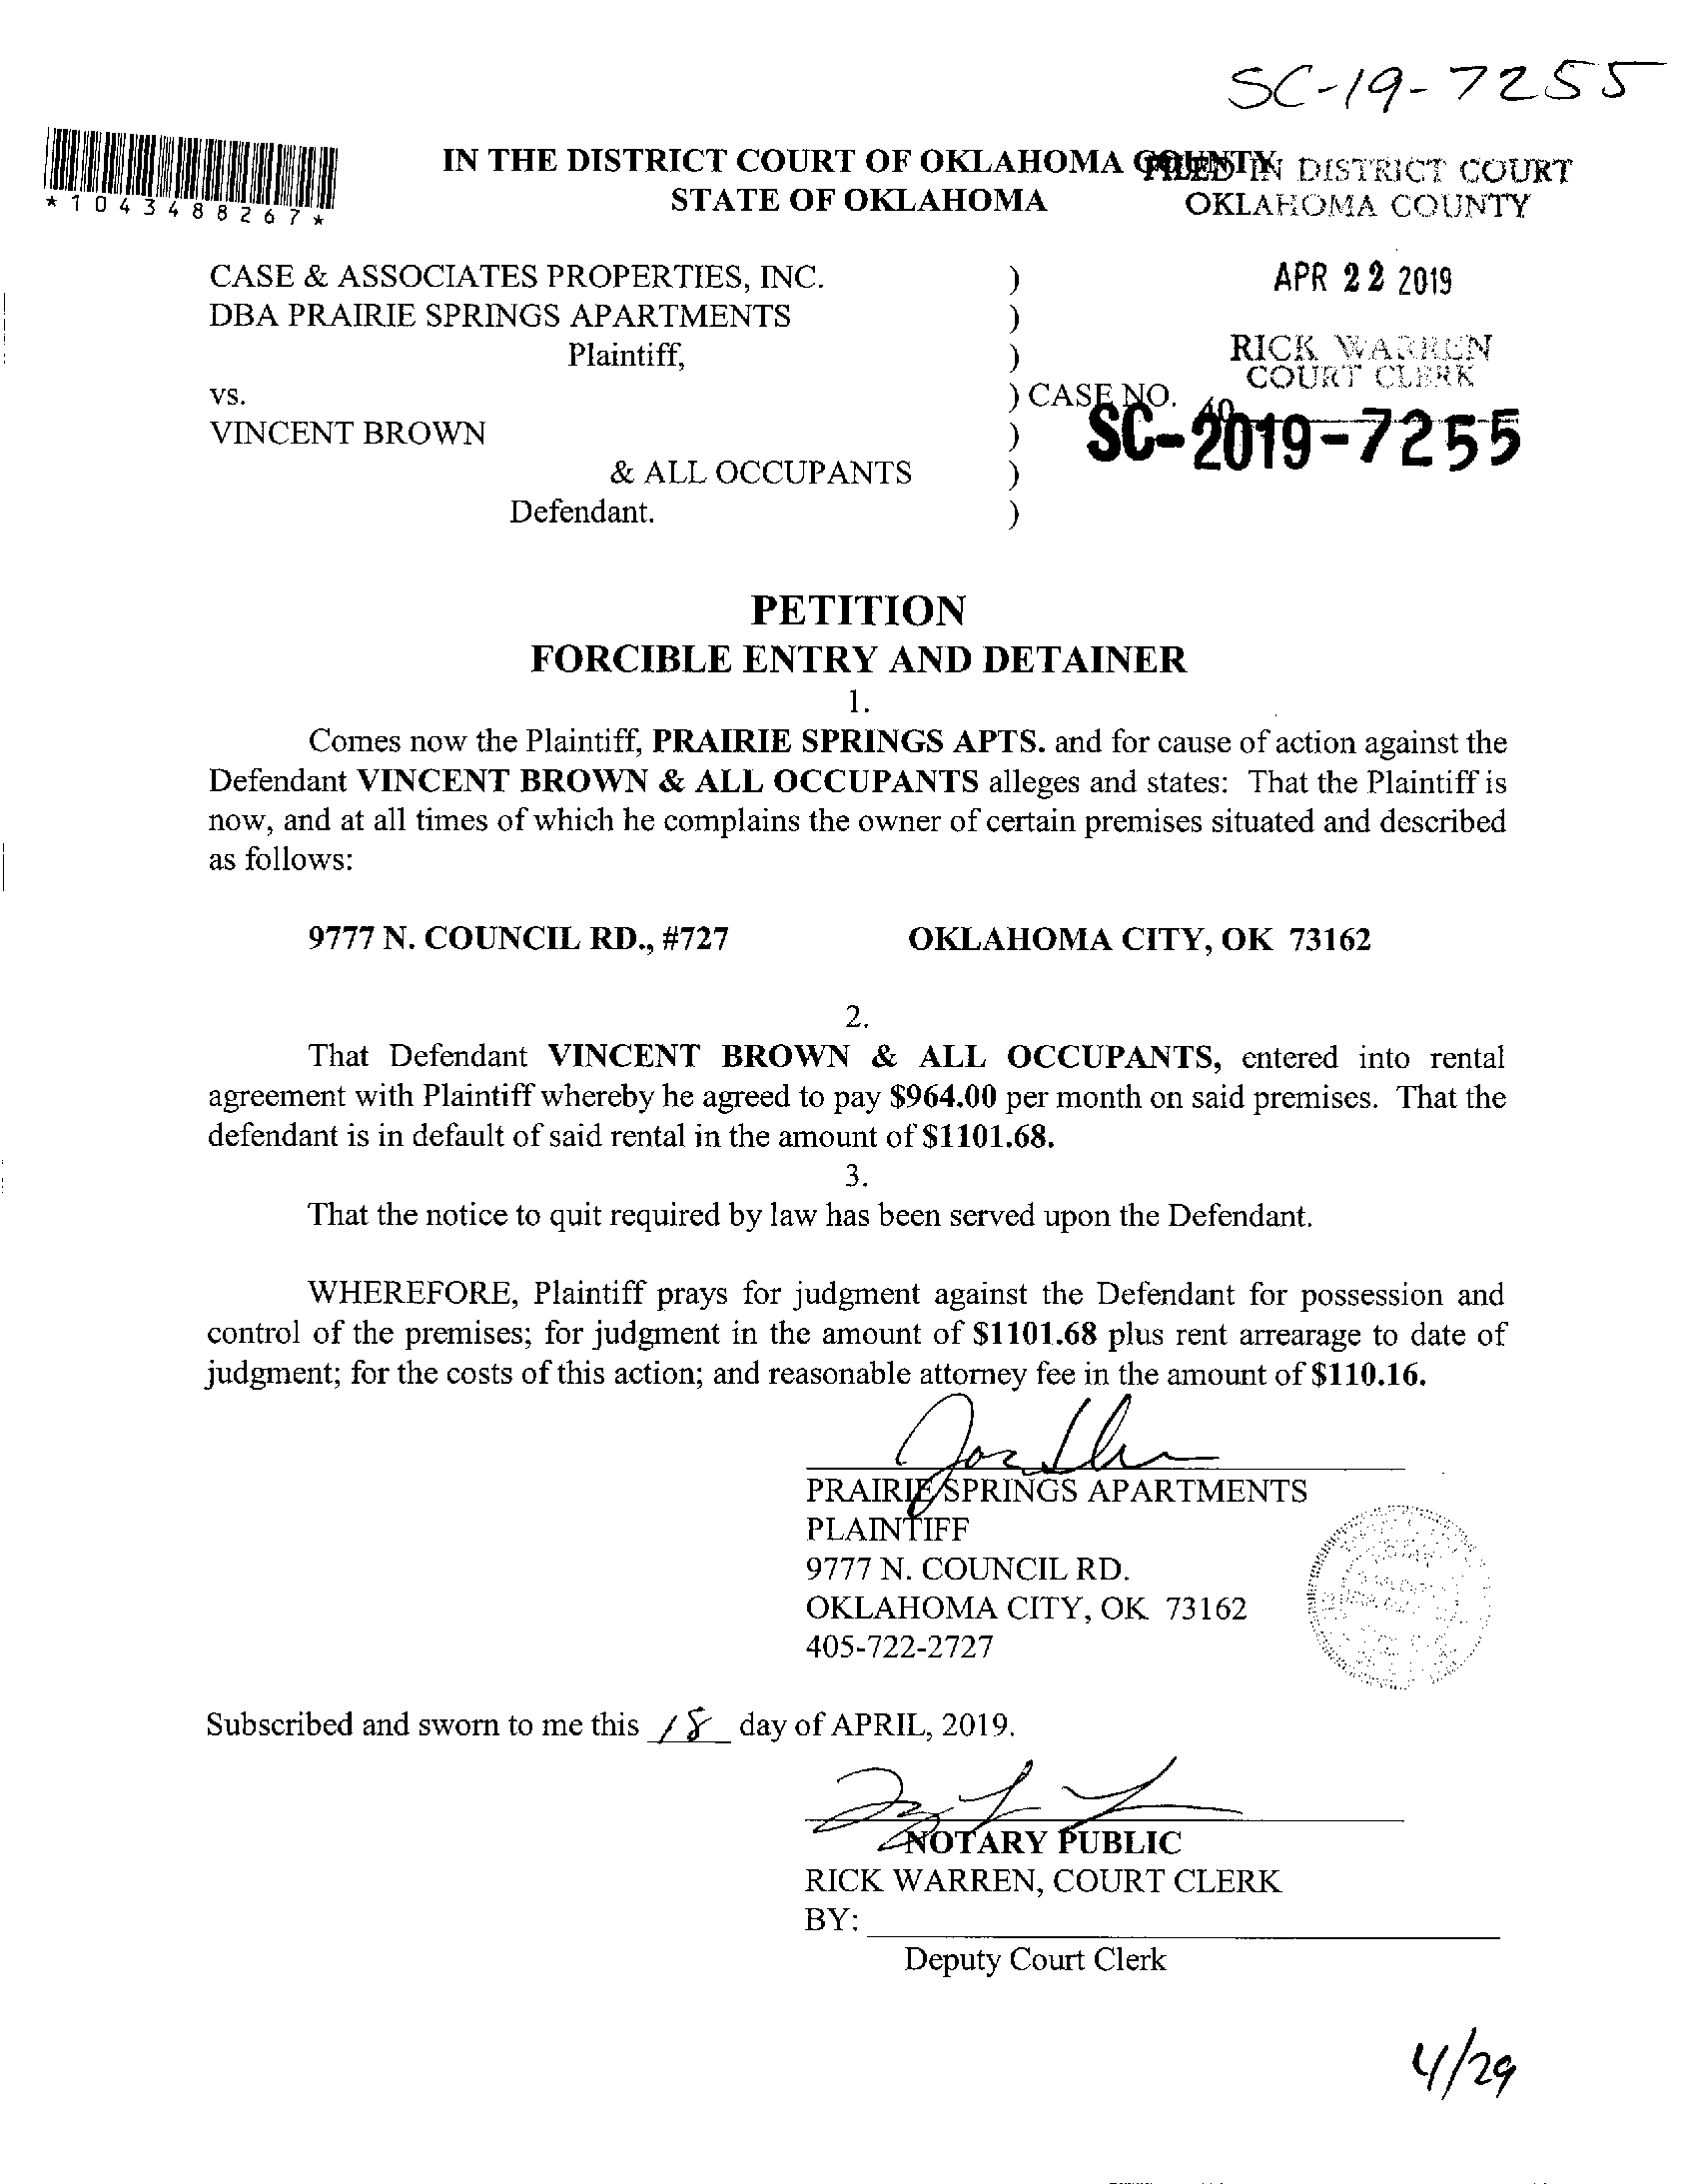 SC-19-7255
*1043488267*
IN THE DISTRICT COURT OF OKLAHOMA COUNTY
STATE OF OKLAHOMA
FILED IN DISTRICT COURT
OKLAHOMA COUNTY
APR 22 2019
RICK WARREN
COURT CLERK
CASE & ASSOCIATES PROPERTIES, INC. )
DBA PRAIRIE SPRINGS APARTMENTS )
Plaintiff, )
vs. ) CASE NO. SC-2019-7255
VINCENT BROWN )
& ALL OCCUPANTS )
Defendant. )
PETITION
FORCIBLE ENTRY AND DETAINER
1.
Comes now the Plaintiff, PRAIRIE SPRINGS APTS. and for cause of action against the
Defendant VINCENT BROWN & ALL OCCUPANTS alleges and states: That the Plaintiff is
now, and at all times of which he complains the owner of certain premises situated and described
as follows:
9777 N. COUNCIL RD., #727 OKLAHOMA CITY, OK 73162
2.
That Defendant VINCENT BROWN & ALL OCCUPANTS, entered into rental
agreement with Plaintiff whereby he agreed to pay $964.00 per month on said premises. That the
defendant is in default of said rental in the amount of $1101.68.
3.
That the notice to quit required by law has been served upon the Defendant.
WHEREFORE, Plaintiff prays for judgment against the Defendant for possession and
control of the premises; for judgment in the amount of $1101.68 plus rent arrearage to date of
judgment; for the costs of this action; and reasonable attorney fee in the amount of $110.16.
PRAIRIE SPRINGS APARTMENTS
PLAINTIFF
9777 N. COUNCIL RD.
OKLAHOMA CITY, OK 73162
405-722-2727
Subscribed and sworn to me this 18 day of APRIL, 2019.
NOTARY PUBLIC
RICK WARREN, COURT CLERK
BY:
Deputy Court Clerk
4/29